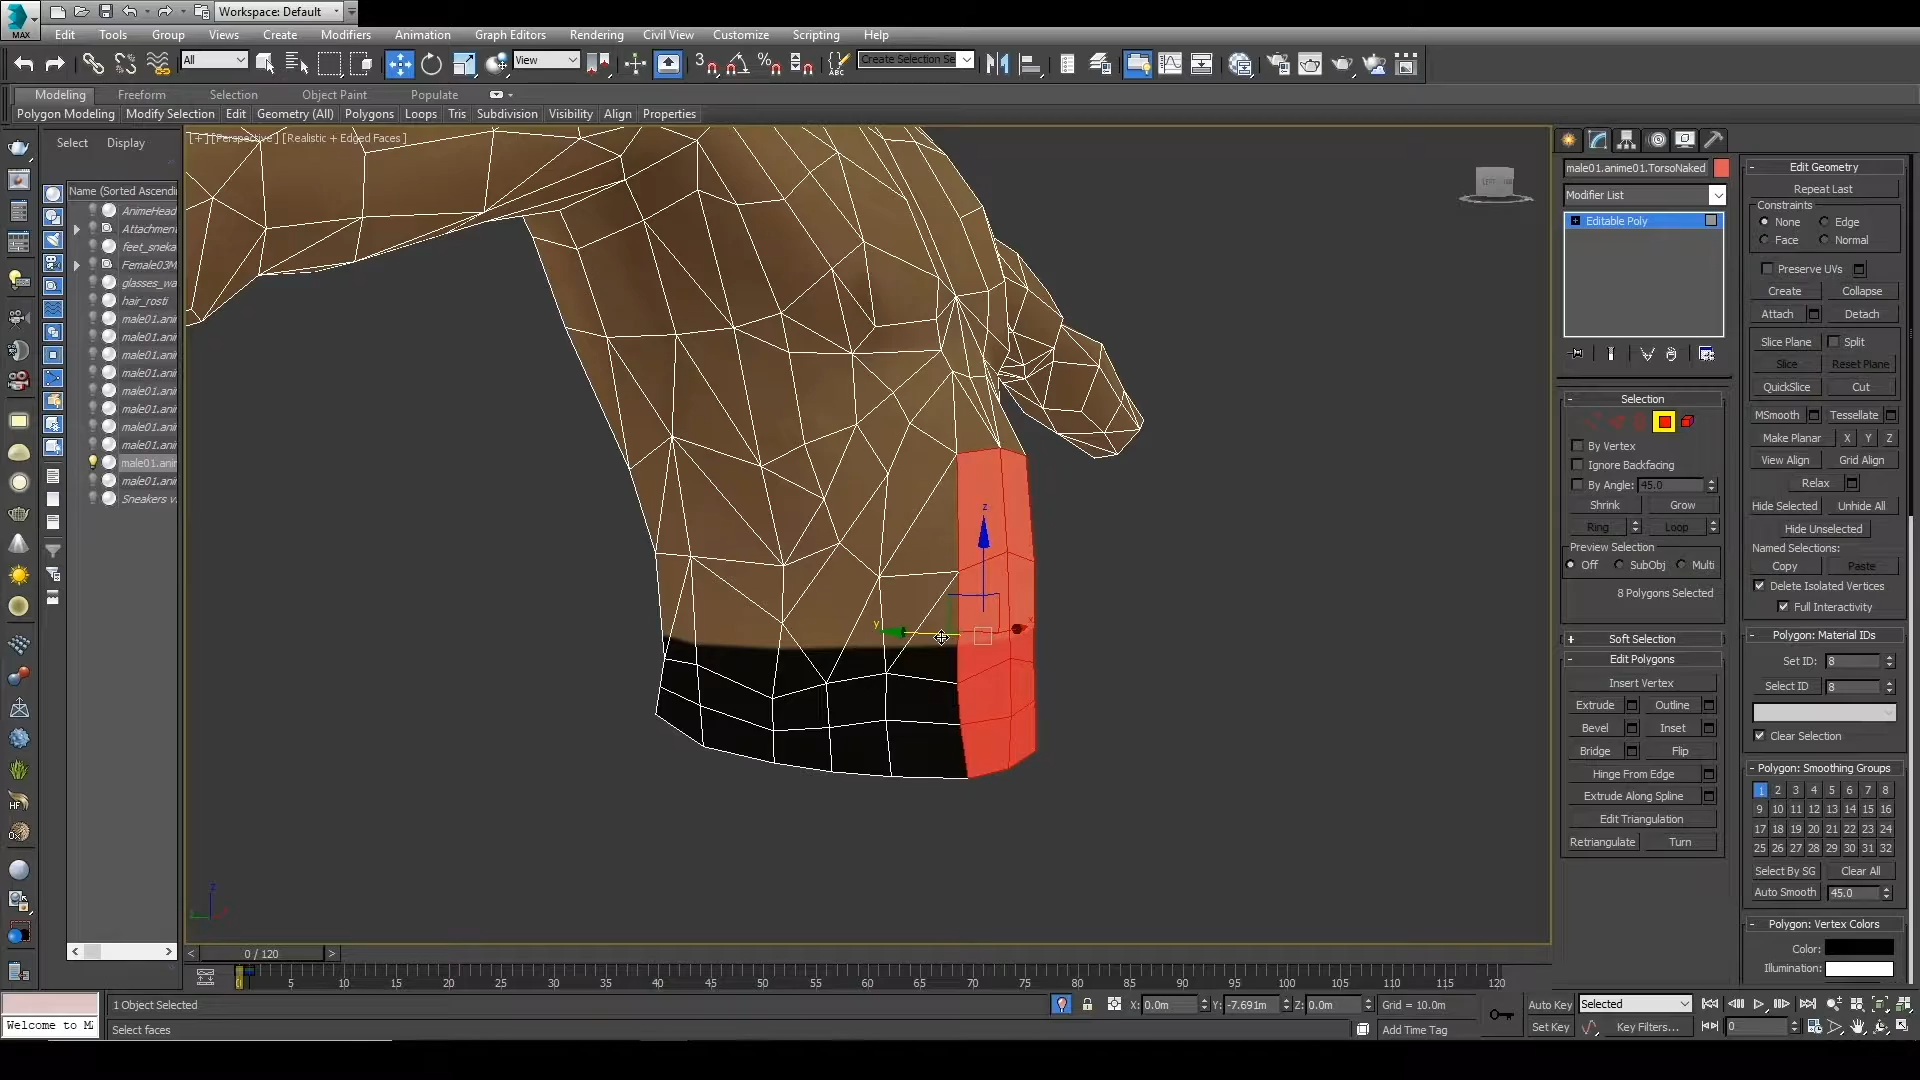 MAX
Workspace: Default
Edit Tools Group Views Create Modifiers Animation Graph Editors Rendering Civil View Customize Scripting Help
All
View
3
%
ABC
Create Selection Se
Modeling Freeform Selection Object Paint Populate
Polygon Modeling Modify Selection Edit Geometry (All) Polygons Loops Tris Subdivision Visibility Align Properties
Select Display
Name (Sorted Ascendin
AnimeHead
Attachmen
feet_sneka
Female03M
glasses_wa
hair_rosti
male01.ani
male01.ani
male01.ani
male01.ani
male01.ani
male01.ani
male01.ani
male01.ani
male01.ani
male01.ani
Sneakers v
HF
[+] [Perspective] [Realistic + Edged Faces]
LEFT
z
y
x
z
male01.anime01.TorsoNaked
Modifier List
Editable Poly
Selection
By Vertex
Ignore Backfacing
By Angle: 45.0
Shrink Grow
Ring Loop
Preview Selection
Off SubObj Multi
8 Polygons Selected
+ Soft Selection
- Edit Polygons
Insert Vertex
Extrude Outline
Bevel Inset
Bridge Flip
Hinge From Edge
Extrude Along Spline
Edit Triangulation
Retriangulate Turn
- Edit Geometry
Repeat Last
Constraints
None Edge
Face Normal
Preserve UVs
Create Collapse
Attach Detach
Slice Plane Split
Slice Reset Plane
QuickSlice Cut
MSmooth Tessellate
Make Planar X Y Z
View Align Grid Align
Relax
Hide Selected Unhide All
Hide Unselected
Named Selections:
Copy Paste
Delete Isolated Vertices
Full Interactivity
- Polygon: Material IDs
Set ID: 8
Select ID 8
Clear Selection
- Polygon: Smoothing Groups
1 2 3 4 5 6 7 8
9 10 11 12 13 14 15 16
17 18 19 20 21 22 23 24
25 26 27 28 29 30 31 32
Select By SG Clear All
Auto Smooth 45.0
- Polygon: Vertex Colors
Color:
Illumination:
< 0 / 120 >
5 10 15 20 25 30 35 40 45 50 55 60 65 70 75 80 85 90 95 100 105 110 115 120
1 Object Selected
X: 0.0m Y: -7.691m Z: 0.0m Grid = 10.0m
Auto Key Selected
Welcome to M
Select faces
Add Time Tag
Set Key Key Filters... 0